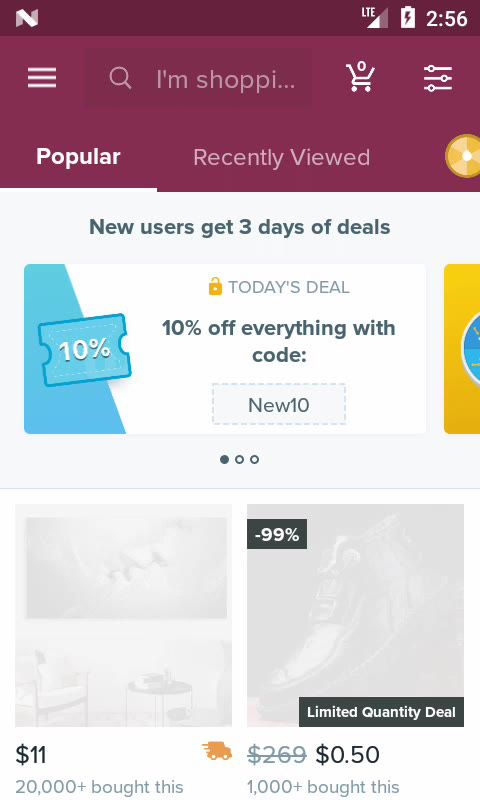 LTE 2:56
I'm shoppi... 0
Popular Recently Viewed
New users get 3 days of deals
TODAY'S DEAL
10% 10% off everything with
code:
New10
-99%
Limited Quantity Deal
$11 $269 $0.50
20,000+ bought this 1,000+ bought this